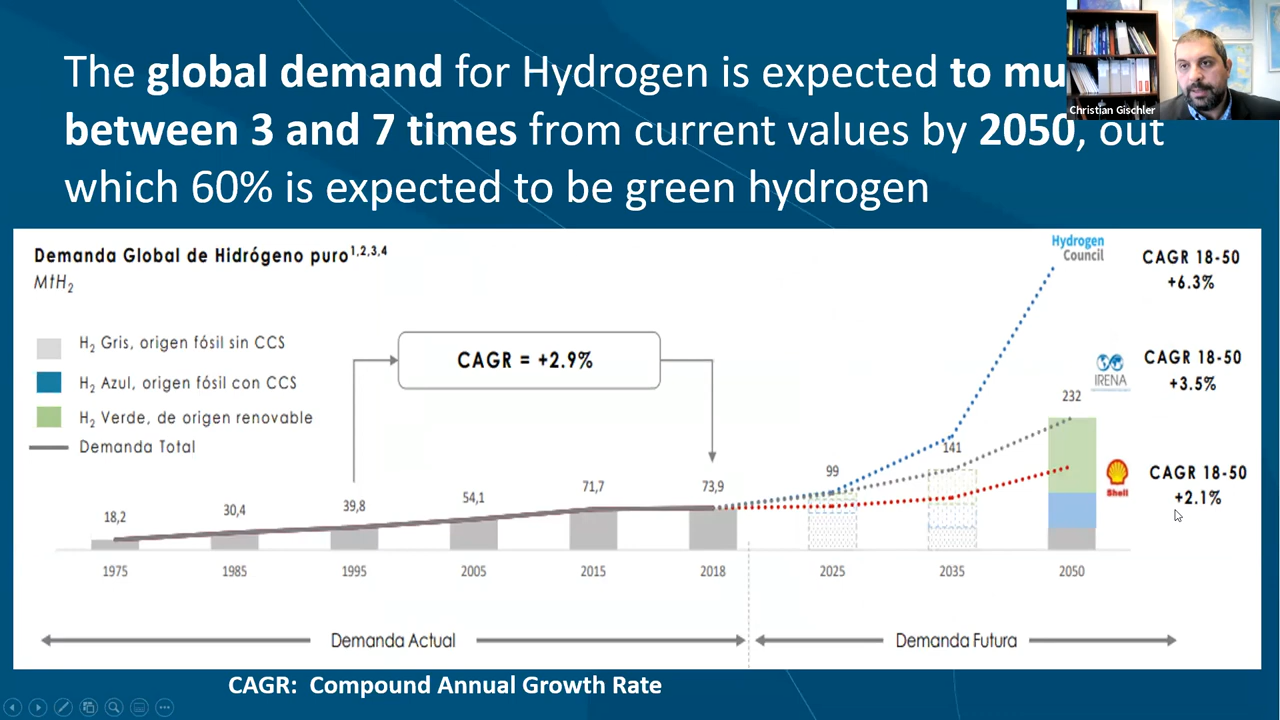 The global demand for Hydrogen is expected to mu
between 3 and 7 times from current values by 2050, out
which 60% is expected to be green hydrogen
Christian Gischler
Demanda Global de Hidrógeno puro1,2,3,4
MtH2
H2 Gris, origen fósil sin CCS
H2 Azul, origen fósil con CCS
H2 Verde, de origen renovable
Demanda Total
CAGR = +2.9%
Hydrogen
Council
CAGR 18-50
+6.3%
IRENA
CAGR 18-50
+3.5%
Shell
CAGR 18-50
+2.1%
18,2
30,4
39,8
54,1
71,7
73,9
99
141
232
1975
1985
1995
2005
2015
2018
2025
2035
2050
Demanda Actual
Demanda Futura
CAGR: Compound Annual Growth Rate